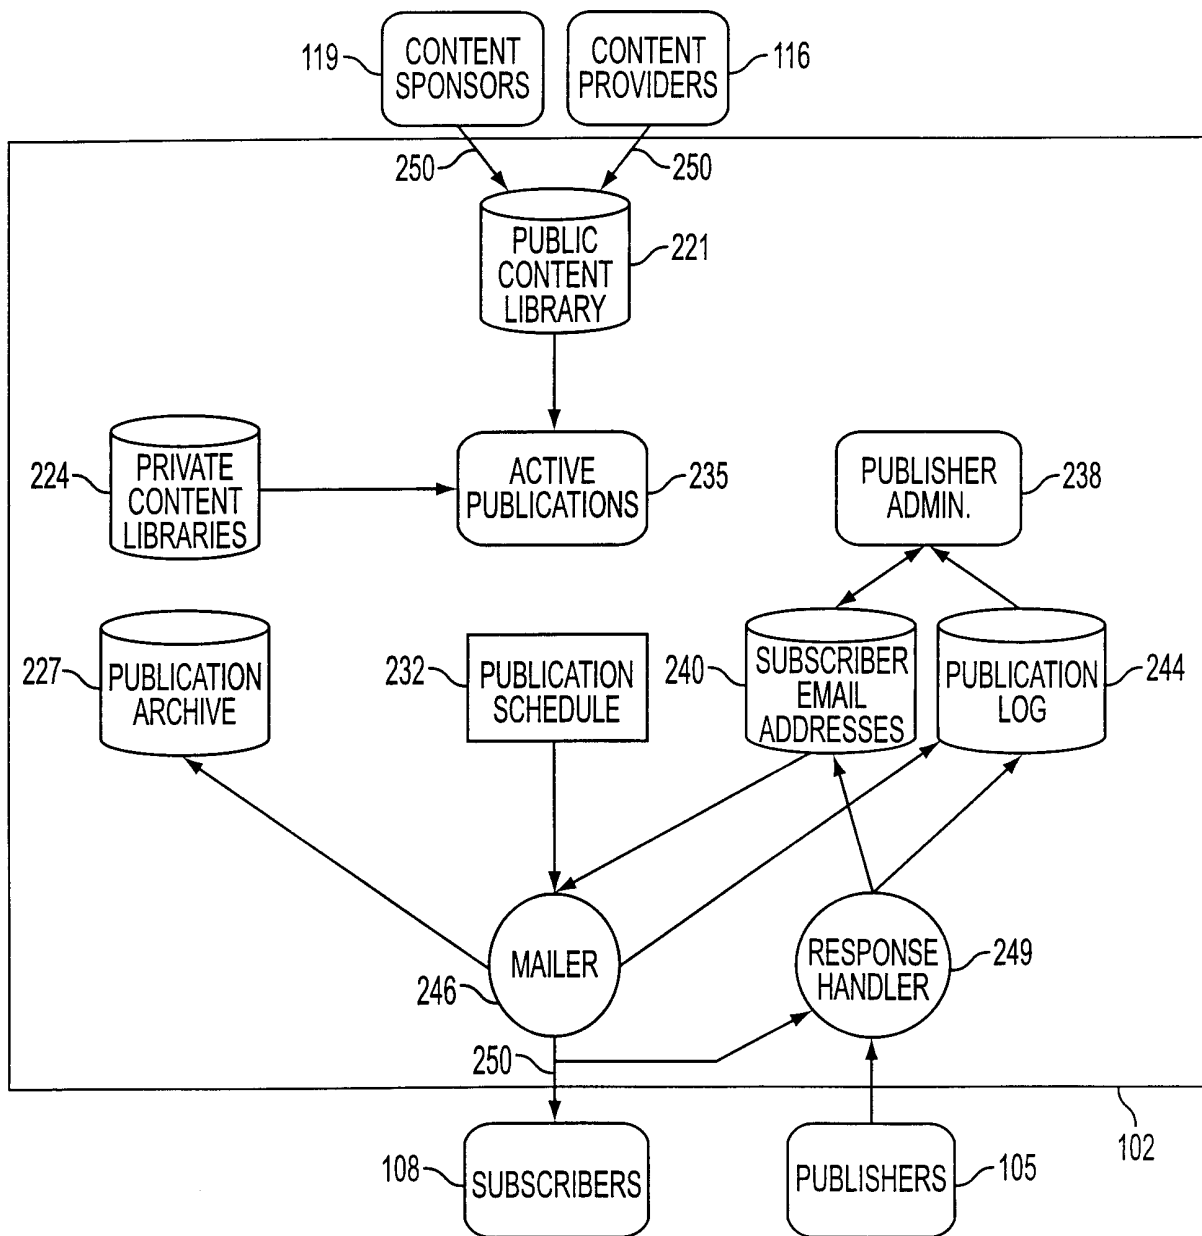 119
CONTENT
SPONSORS
CONTENT
PROVIDERS
116
250
250
PUBLIC
CONTENT
LIBRARY
221
224
PRIVATE
CONTENT
LIBRARIES
ACTIVE
PUBLICATIONS
235
PUBLISHER
ADMIN.
238
227
PUBLICATION
ARCHIVE
232
PUBLICATION
SCHEDULE
240
SUBSCRIBER
EMAIL
ADDRESSES
PUBLICATION
LOG
244
MAILER
246
RESPONSE
HANDLER
249
250
102
108
SUBSCRIBERS
PUBLISHERS
105